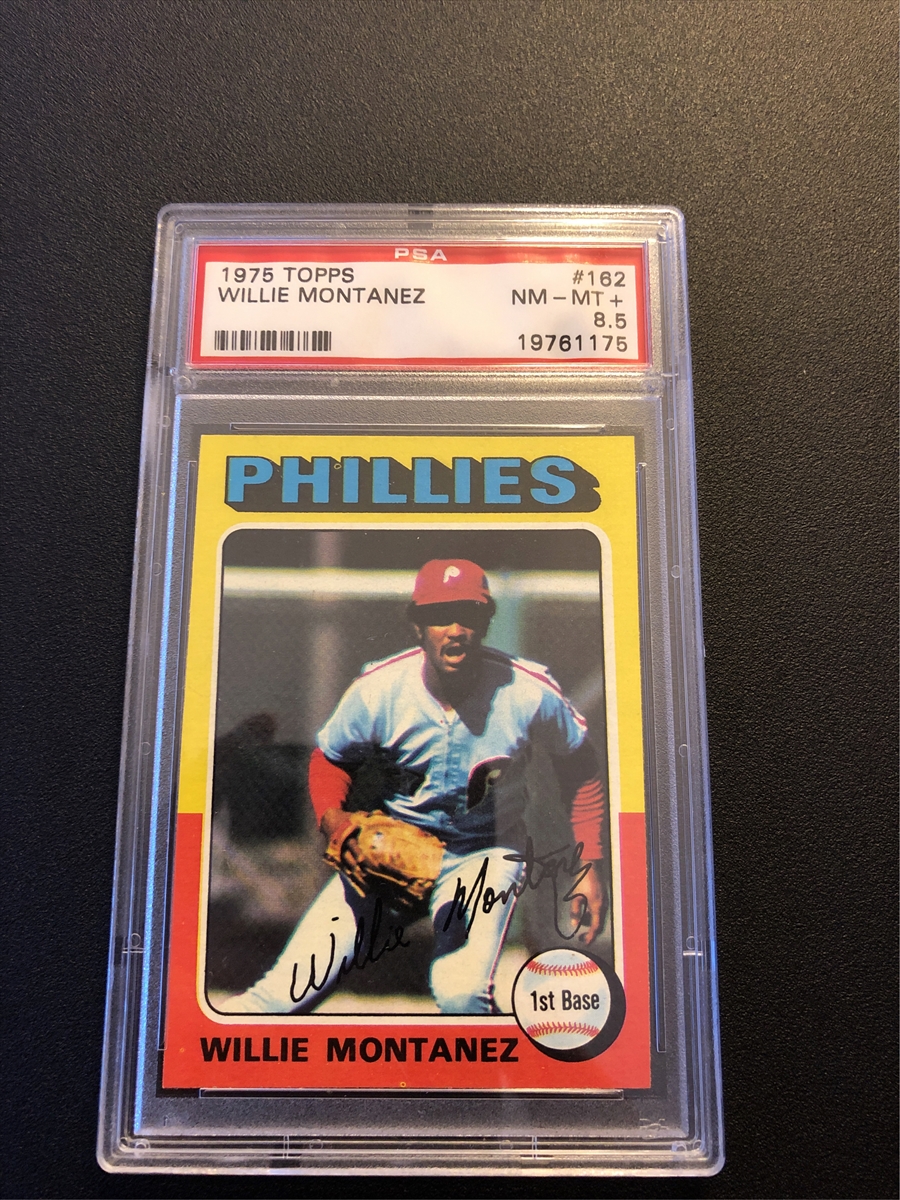 PSA
1975 TOPPS #162
WILLIE MONTANEZ NM - MT +
8.5
19761175
PHILLIES
P
P
Willie Montanez
1st Base
WILLIE MONTANEZ